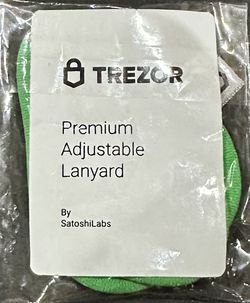 TREZOR
Premium
Adjustable
Lanyard
By
SatoshiLabs